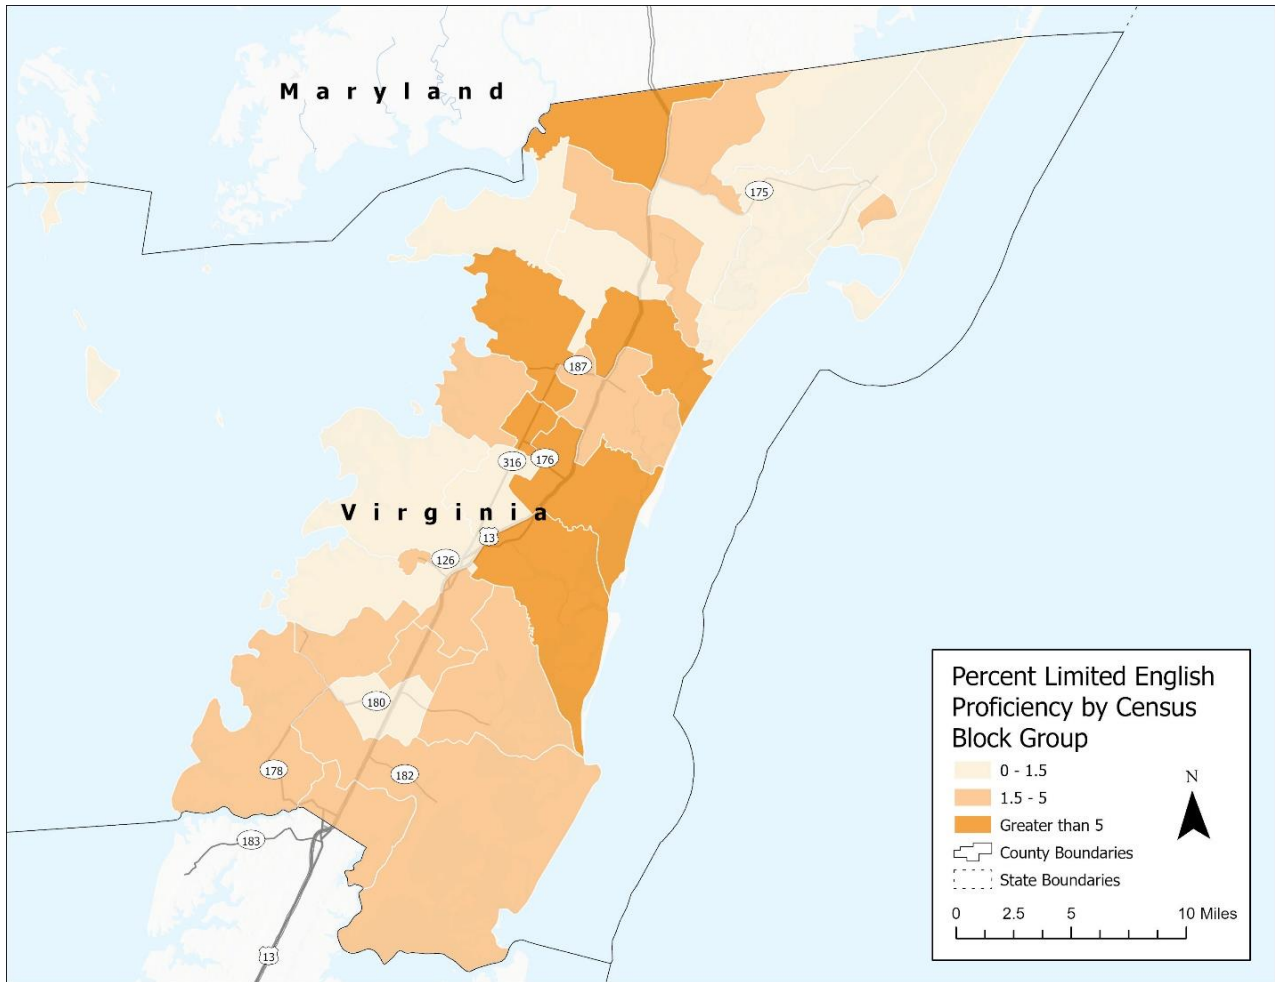 Maryland
175
187
316
176
Virginia
13
126
180
178
182
183
13
Percent Limited English
Proficiency by Census
Block Group
0 - 1.5
1.5 - 5
Greater than 5
County Boundaries
State Boundaries
N
0 2.5 5 10 Miles